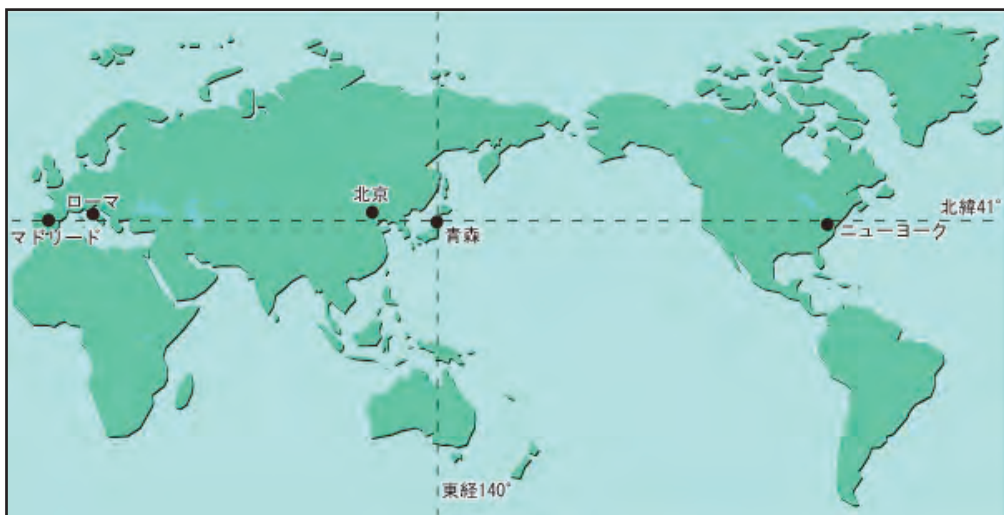 ローマ
マドリード
北京
青森
北緯41°
ニューヨーク
東経140°